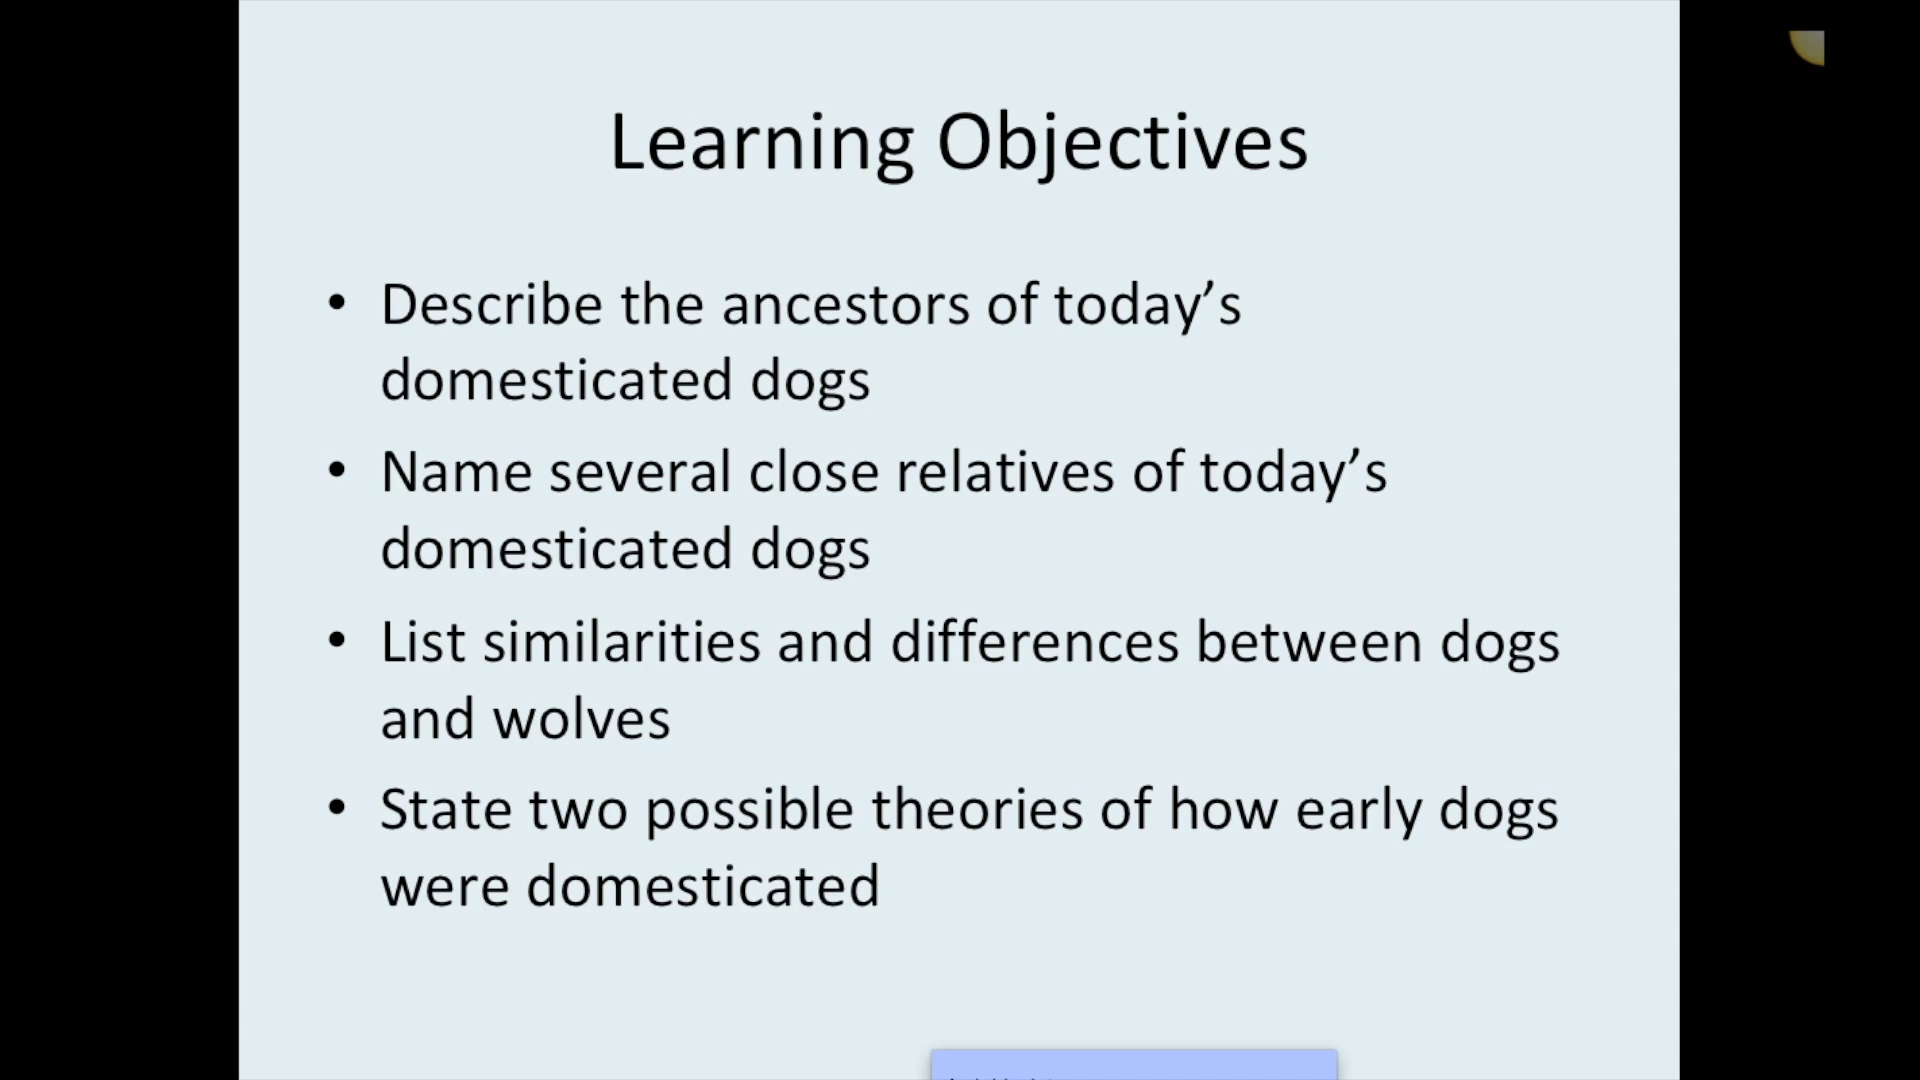 Learning Objectives
• Describe the ancestors of today’s
domesticated dogs
• Name several close relatives of today’s
domesticated dogs
• List similarities and differences between dogs
and wolves
• State two possible theories of how early dogs
were domesticated